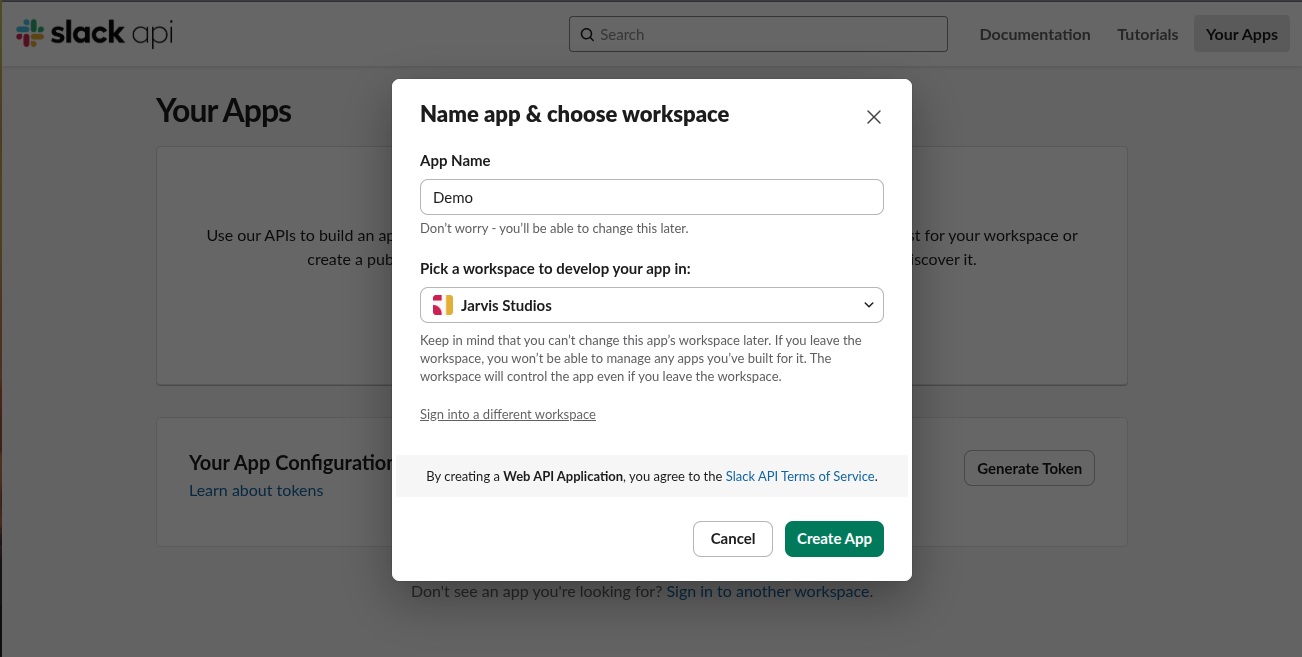 slack api
Search
Documentation
Tutorials
Your Apps
Your Apps
Use our APIs to build an ap
st for your workspace or
create a pub
iscover it.
Name app & choose workspace
App Name
Demo
Don't worry - you'll be able to change this later.
Pick a workspace to develop your app in:
Jarvis Studios
Keep in mind that you can't change this app's workspace later. If you leave the
workspace, you won't be able to manage any apps you've built for it. The
workspace will control the app even if you leave the workspace.
Sign into a different workspace
By creating a Web API Application, you agree to the Slack API Terms of Service.
Cancel
Create App
Your App Configuration
Learn about tokens
Generate Token
Don't see an app you're looking for? Sign in to another workspace.